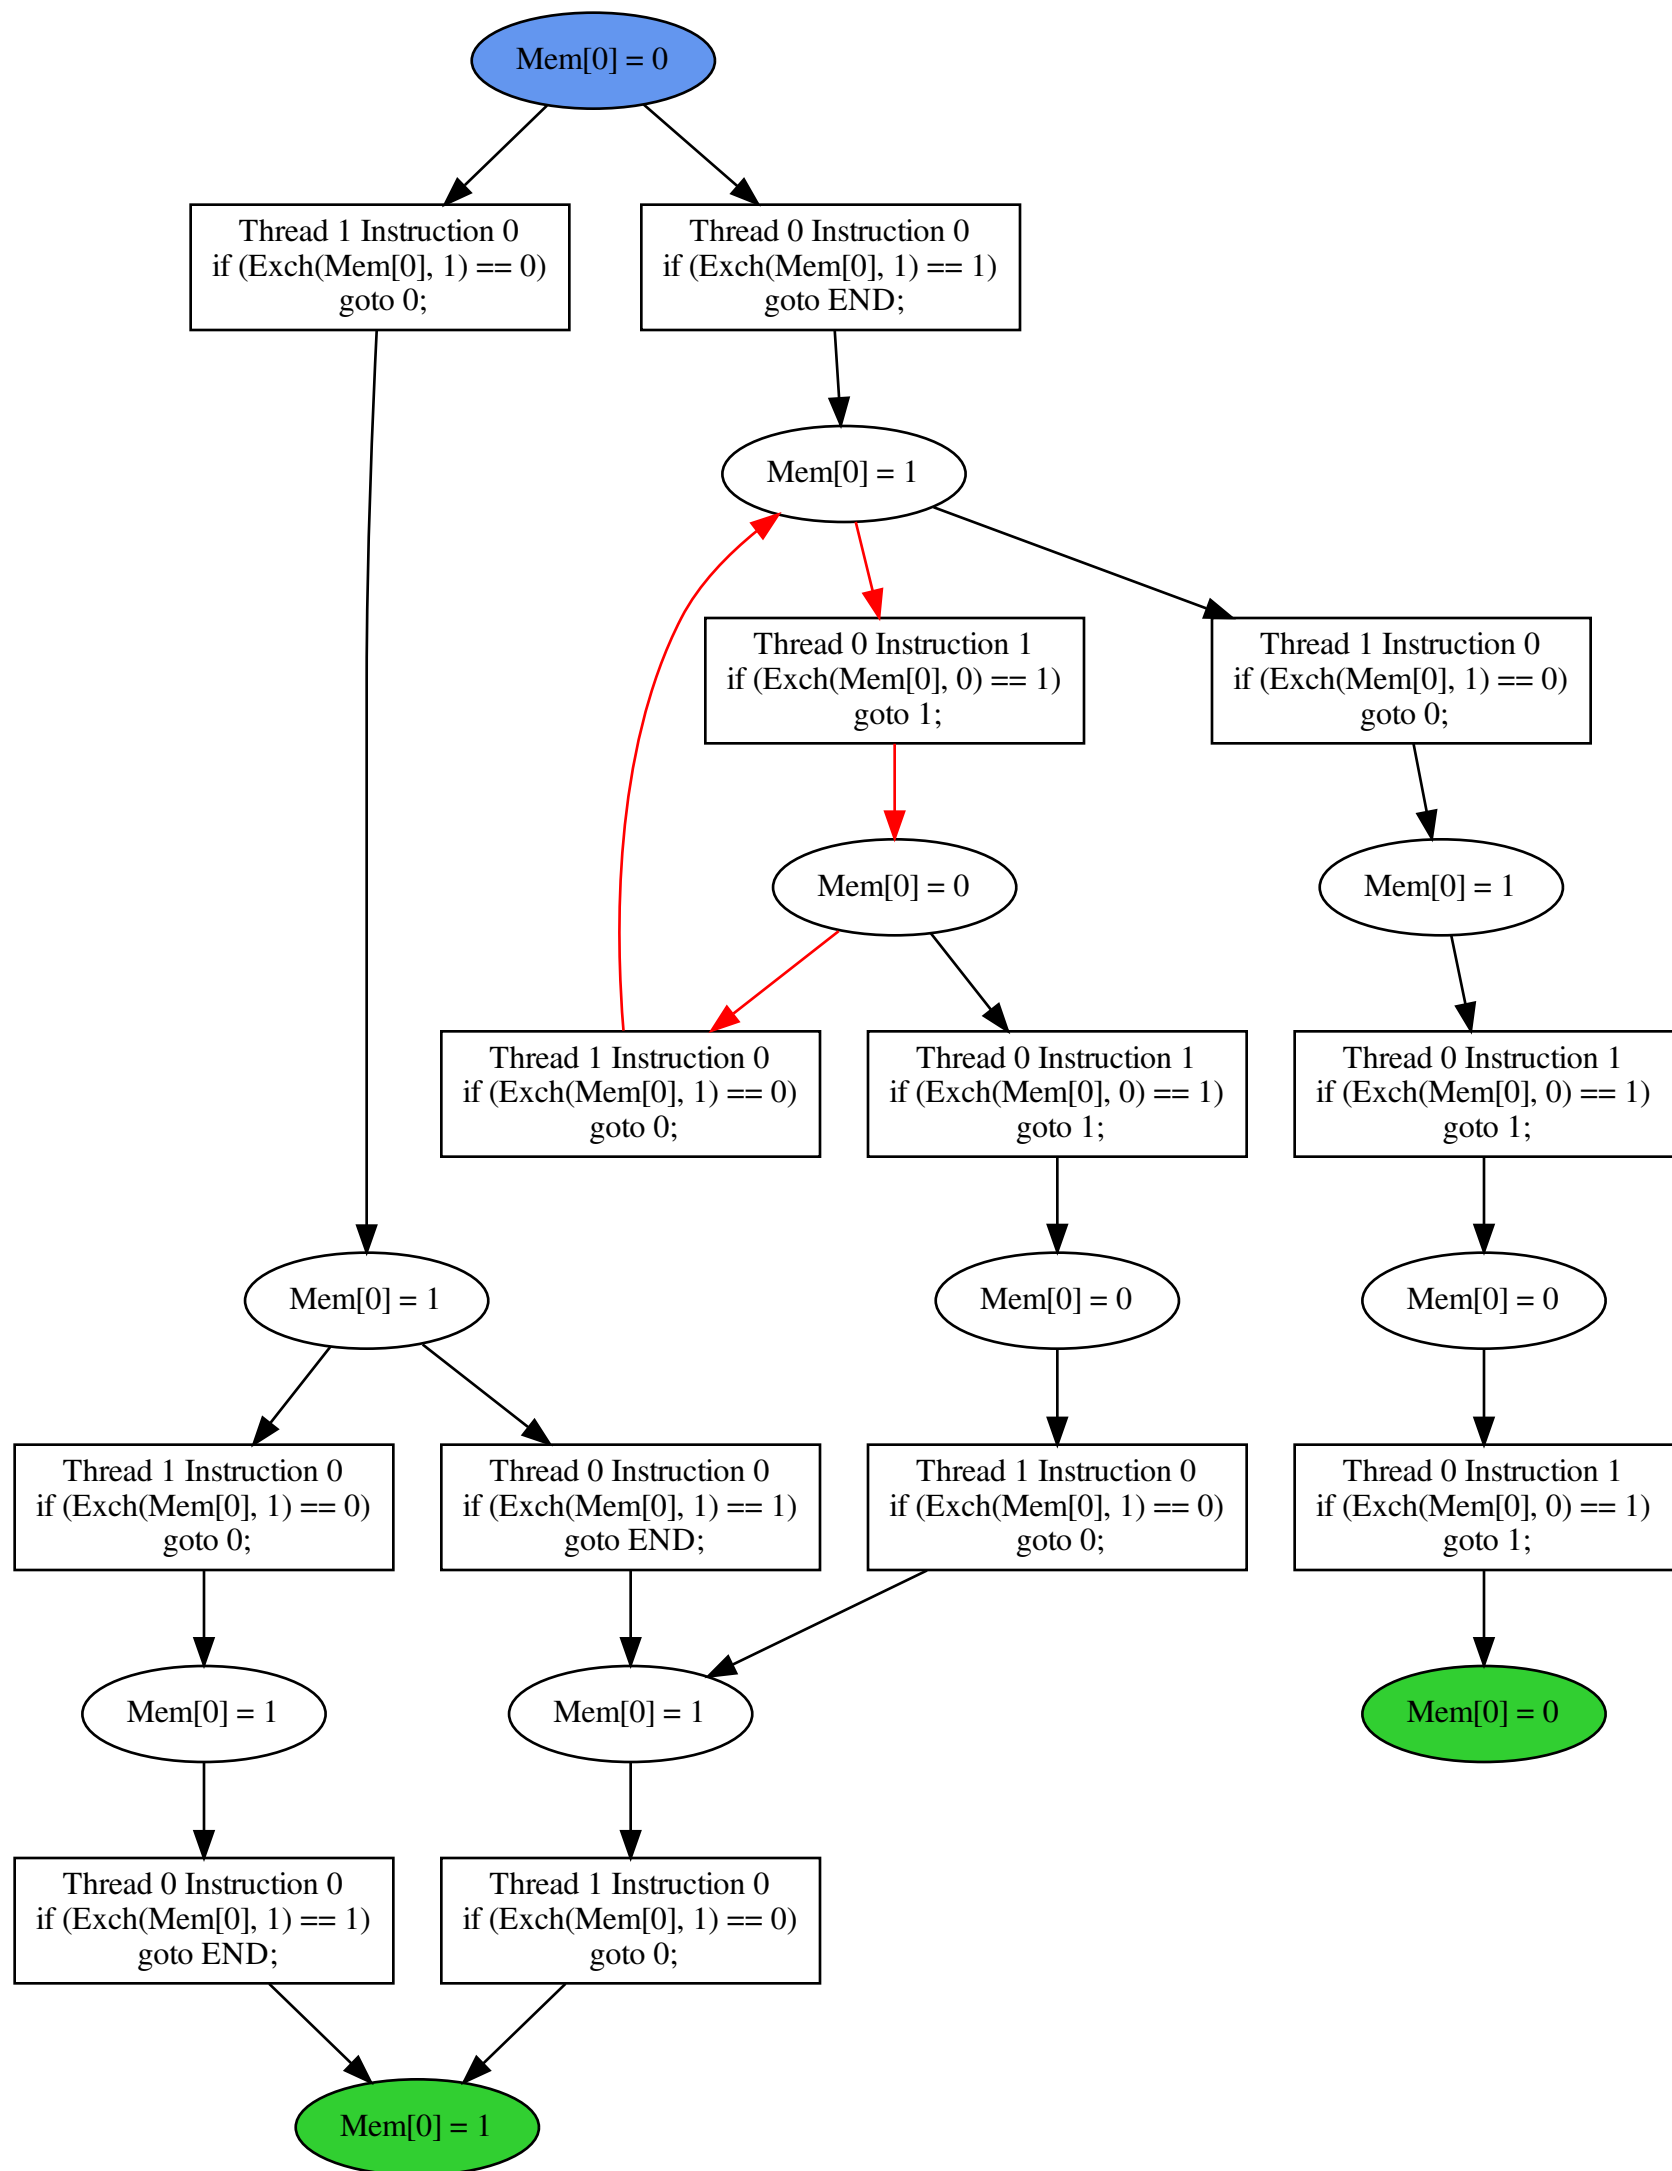 Mem[0] = 0
Thread 1 Instruction 0
if (Exch(Mem[0], 1) == 0)
goto 0;
Thread 0 Instruction 0
if (Exch(Mem[0], 1) == 1)
goto END;
Mem[0] = 1
Thread 0 Instruction 1
if (Exch(Mem[0], 0) == 1)
goto 1;
Thread 1 Instruction 0
if (Exch(Mem[0], 1) == 0)
goto 0;
Mem[0] = 0
Mem[0] = 1
Thread 1 Instruction 0
if (Exch(Mem[0], 1) == 0)
goto 0;
Thread 0 Instruction 1
if (Exch(Mem[0], 0) == 1)
goto 1;
Thread 0 Instruction 1
if (Exch(Mem[0], 0) == 1)
goto 1;
Mem[0] = 1
Mem[0] = 0
Mem[0] = 0
Thread 1 Instruction 0
if (Exch(Mem[0], 1) == 0)
goto 0;
Thread 0 Instruction 0
if (Exch(Mem[0], 1) == 1)
goto END;
Thread 1 Instruction 0
if (Exch(Mem[0], 1) == 0)
goto 0;
Thread 0 Instruction 1
if (Exch(Mem[0], 0) == 1)
goto 1;
Mem[0] = 1
Mem[0] = 1
Mem[0] = 0
Thread 0 Instruction 0
if (Exch(Mem[0], 1) == 1)
goto END;
Thread 1 Instruction 0
if (Exch(Mem[0], 1) == 0)
goto 0;
Mem[0] = 1